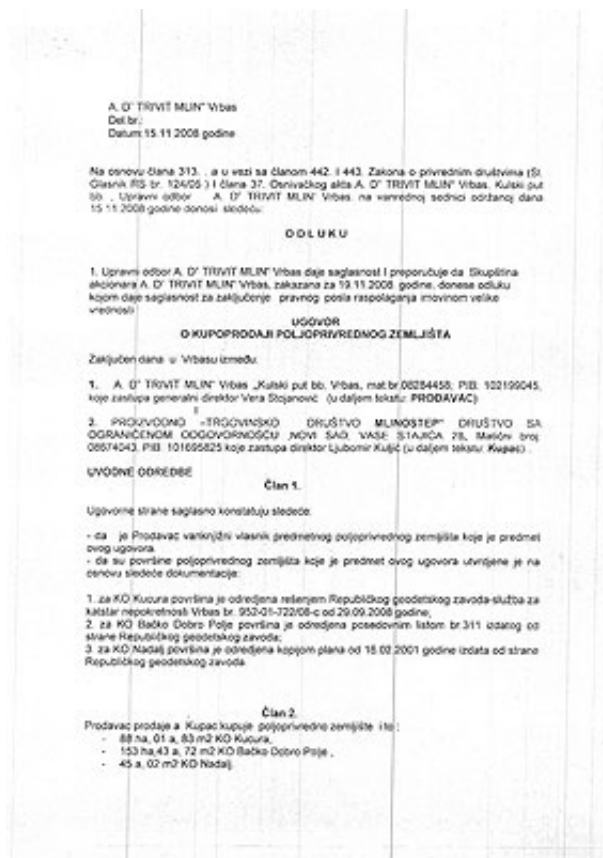 A. D" TRIVIT MLIN" Vrbas
Del.br.:
Datum:15.11.2008 godine
Na osnovu člana 313. , a u vezi sa članom 442. I 443. Zakona o privrednim društvima (Sl.
Glasnik RS br. 124/05 ) I člana 37. Osnivačkog akta A. D" TRIVIT MLIN" Vrbas, Kulski put
bb. , Upravni odbor A. D" TRIVIT MLIN" Vrbas, na vanrednoj sednici održanoj dana
15.11.2008 godine donosi sledeću:
O D L U K U
1. Upravni odbor A. D" TRIVIT MLIN" Vrbas daje saglasnost I preporučuje da Skupština
akcionara A. D" TRIVIT MLIN" Vrbas, zakazana za 19.11.2008 godine, donese odluku
kojom daje saglasnost za zaključenje pravnog posla raspolaganja imovinom velike
vrednosti
UGOVOR
O KUPOPRODAJI POLJOPRIVREDNOG ZEMLJIŠTA
Zaključen dana u Vrbasu između:
1. A. D" TRIVIT MLIN" Vrbas „Kulski put bb, Vrbas, mat.br.08284458; PIB: 102199045,
koje zastupa generalni direktor Vera Stojanović (u daljem tekstu: PRODAVAC)
I
2. PROIZVODNO –TRGOVINSKO DRUŠTVO MLINOSTEP" DRUŠTVO SA
OGRANIČENOM ODGOVORNOŠĆU ,NOVI SAD, VASE STAJIĆA 28, Matični broj
08674043, PIB: 101695825 koje zastupa direktor Ljubomir Kuljić (u daljem tekstu: Kupac) .
UVODNE ODREDBE
Član 1.
Ugovorne strane saglasno konstatuju sledeće:
- da je Prodavac vanknjižni vlasnik predmetnog poljoprivrednog zemljišta koje je predmet
ovog ugovora.
- da su površine poljoprivrednog zemljišta koje je predmet ovog ugovora utvrdjene je na
osnovu sledeće dokumentacije:
1. za KO Kucura površina je odredjena rešenjem Republičkog geodetskog zavoda-služba za
katstar nepokretnosti Vrbas br. 952-01-722/08-c od 29.09.2008 godine,
2. za KO Bačko Dobro Polje površina je odredjena posedovnim listom br.311 izdatog od
strane Republičkog geodetskog zavoda;
3. za KO Nadalj površina je odredjena kopijom plana od 16.02.2001 godine izdata od strane
Republičkog geodetskog zavoda.
Član 2.
Prodavac prodaje a Kupac kupuje poljoprivredno zemljište i to :
- 88 ha, 01 a, 83 m2 KO Kucura,
- 153 ha,43 a, 72 m2 KO Bačko Dobro Polje ,
- 45 a, 02 m2 KO Nadalj.